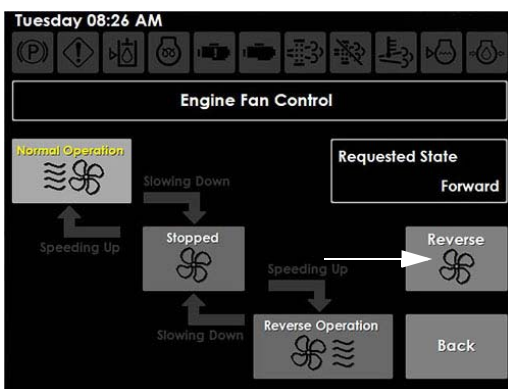 Tuesday 08:26 AM
Engine Fan Control
Normal Operation
Requested State
Forward
Slowing Down
Speeding Up
Stopped
Reverse
Speeding Up
Slowing Down
Reverse Operation
Back